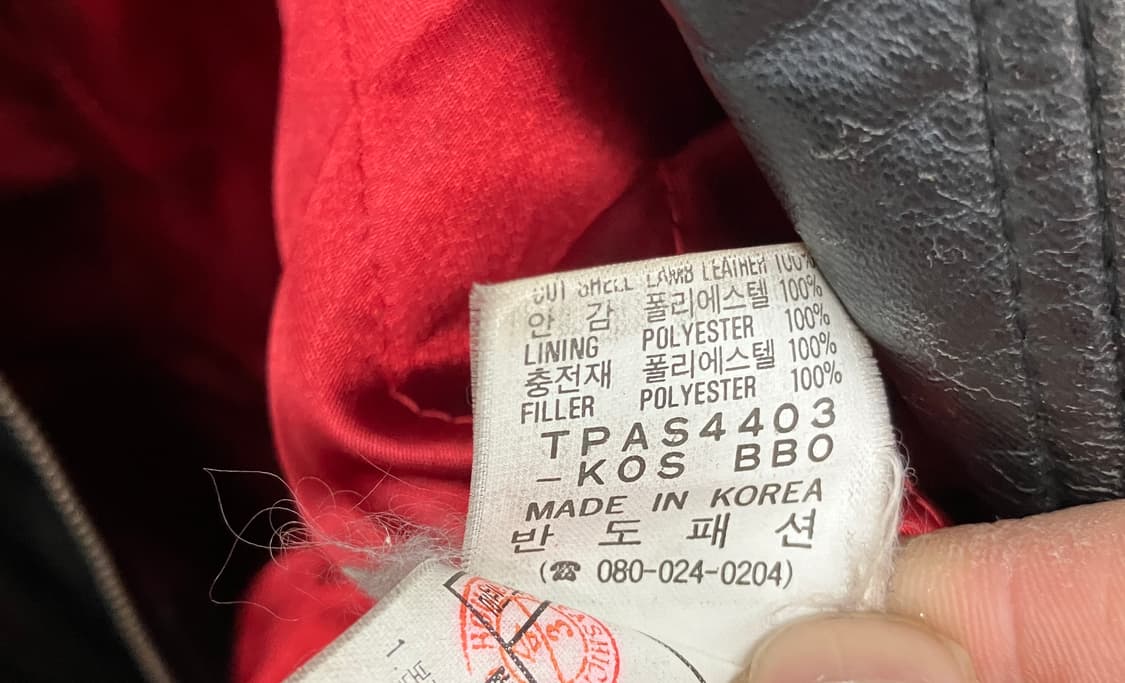 OUT SHELL LAMB LEATHER 100%
안 감 폴리에스텔 100%
LINING POLYESTER 100%
충전재 폴리에스텔 100%
FILLER POLYESTER 100%
TPAS4403
-KOS BBO
MADE IN KOREA
반 도 패 션
(☎ 080-024-0204)
1.